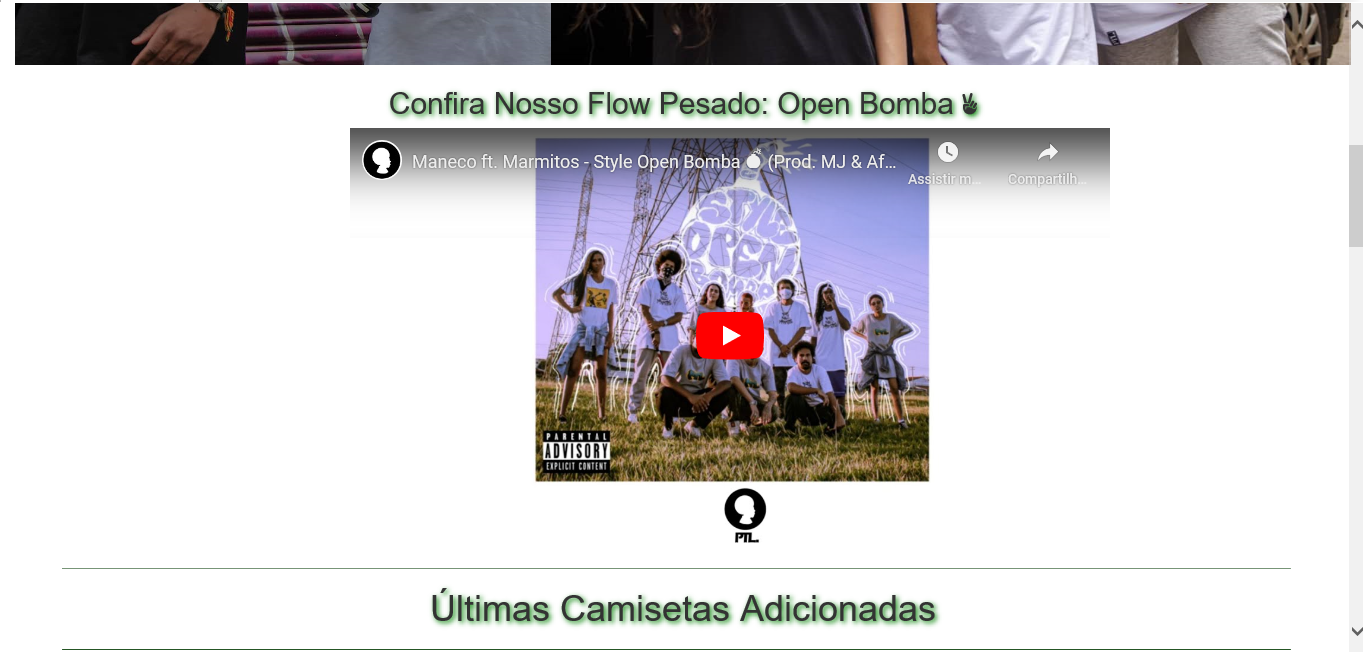 Confira Nosso Flow Pesado: Open Bomba✌
Maneco ft. Marmitos - Style Open Bomba 💣 (Prod. MJ & Af…
Assistir m…
Compartilh…
STYLE
OPEN
BOMBA
PARENTAL
ADVISORY
EXPLICIT CONTENT
PTL.
Últimas Camisetas Adicionadas